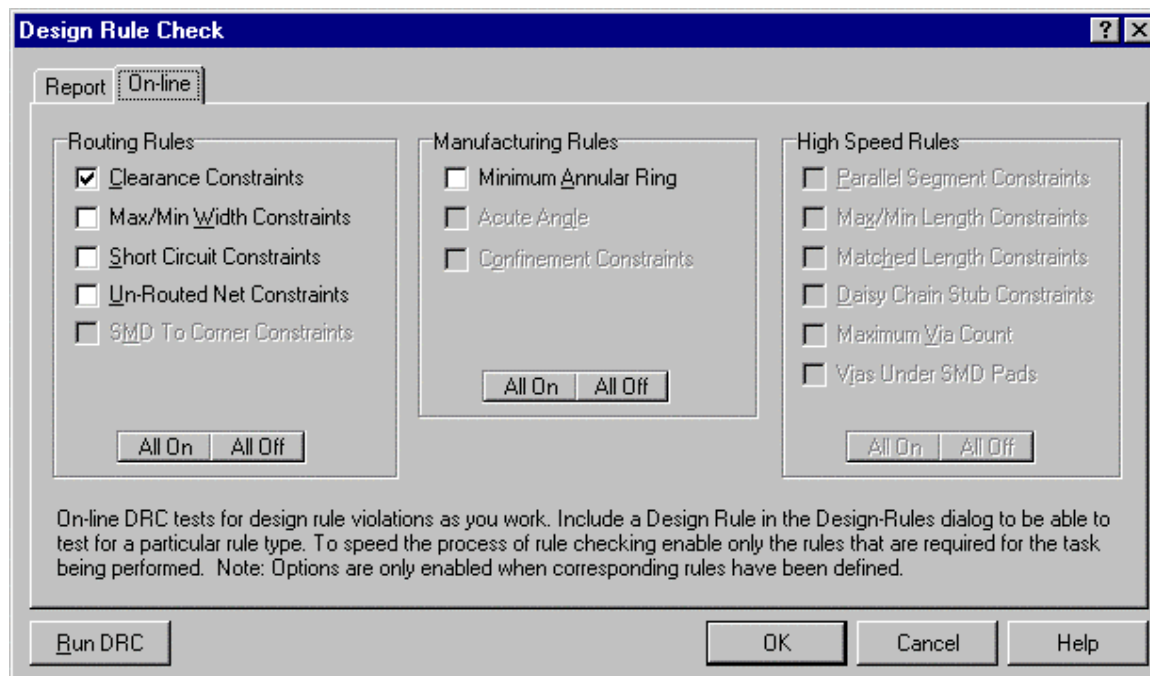 Design Rule Check
Report
On-line
Routing Rules
Clearance Constraints
Max/Min Width Constraints
Short Circuit Constraints
Un-Routed Net Constraints
SMD To Corner Constraints
All On
All Off
Manufacturing Rules
Minimum Annular Ring
Acute Angle
Confinement Constraints
All On
All Off
High Speed Rules
Parallel Segment Constraints
Max/Min Length Constraints
Matched Length Constraints
Daisy Chain Stub Constraints
Maximum Via Count
Vias Under SMD Pads
All On
All Off
On-line DRC tests for design rule violations as you work. Include a Design Rule in the Design-Rules dialog to be able to
test for a particular rule type. To speed the process of rule checking enable only the rules that are required for the task
being performed.  Note: Options are only enabled when corresponding rules have been defined.
Run DRC
OK
Cancel
Help